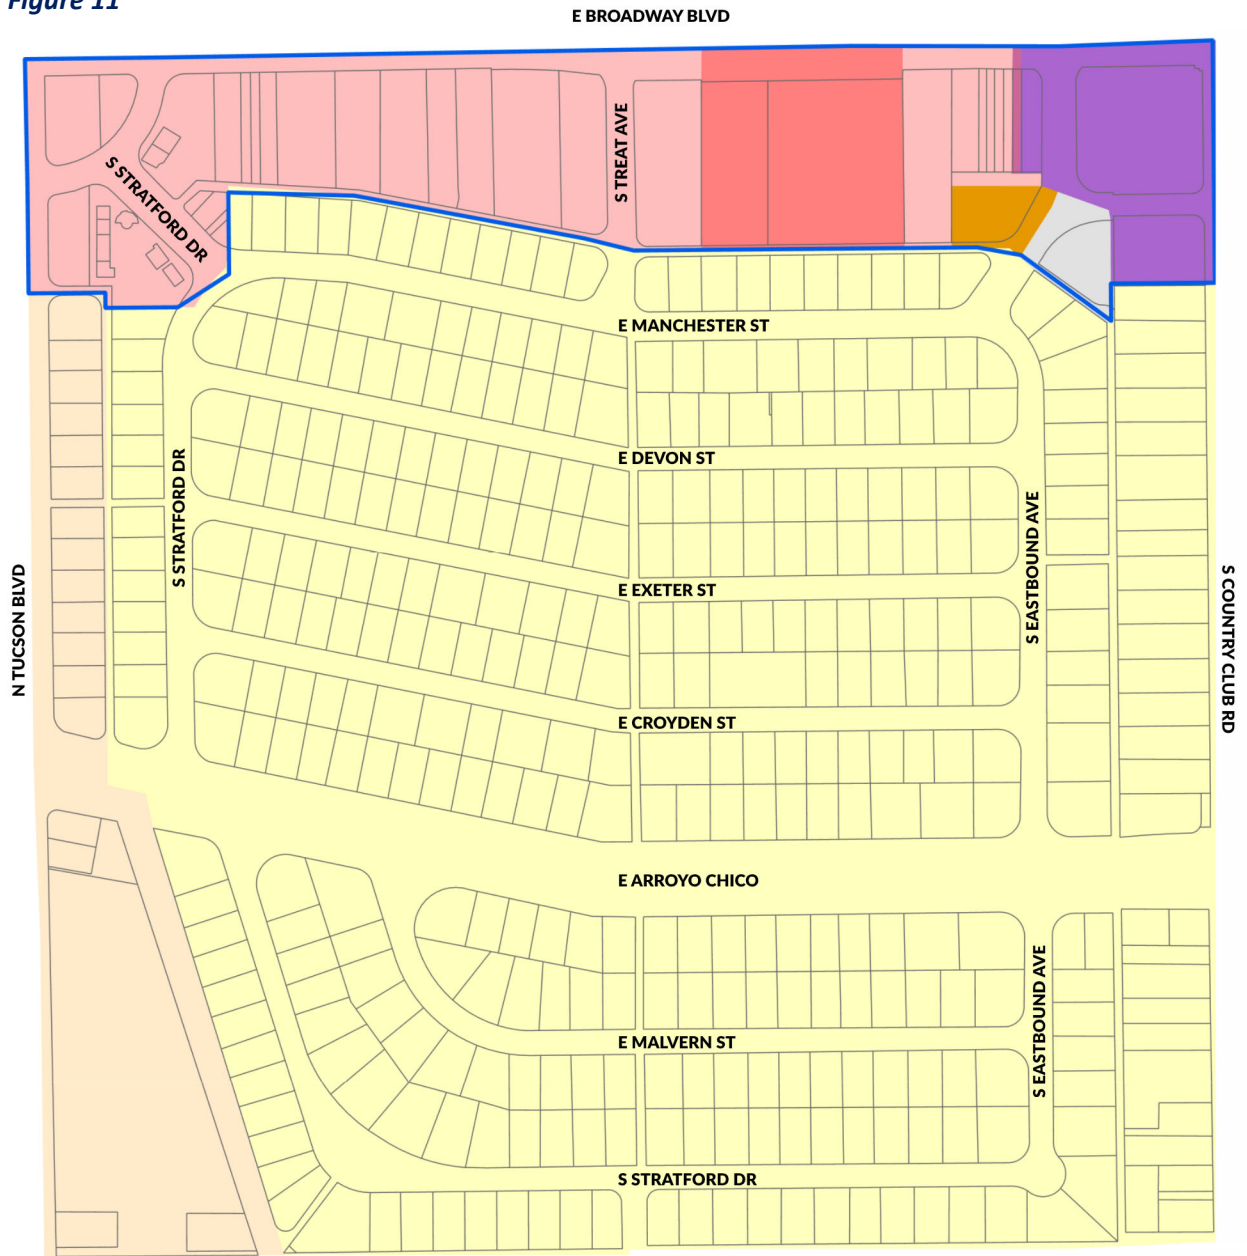 Figure 11
E BROADWAY BLVD
S TREAT AVE
S STRATFORD DR
E MANCHESTER ST
E DEVON ST
S STRATFORD DR
S EASTBOUND AVE
E EXETER ST
N TUCSON BLVD
S COUNTRY CLUB RD
E CROYDEN ST
E ARROYO CHICO
S EASTBOUND AVE
E MALVERN ST
S STRATFORD DR